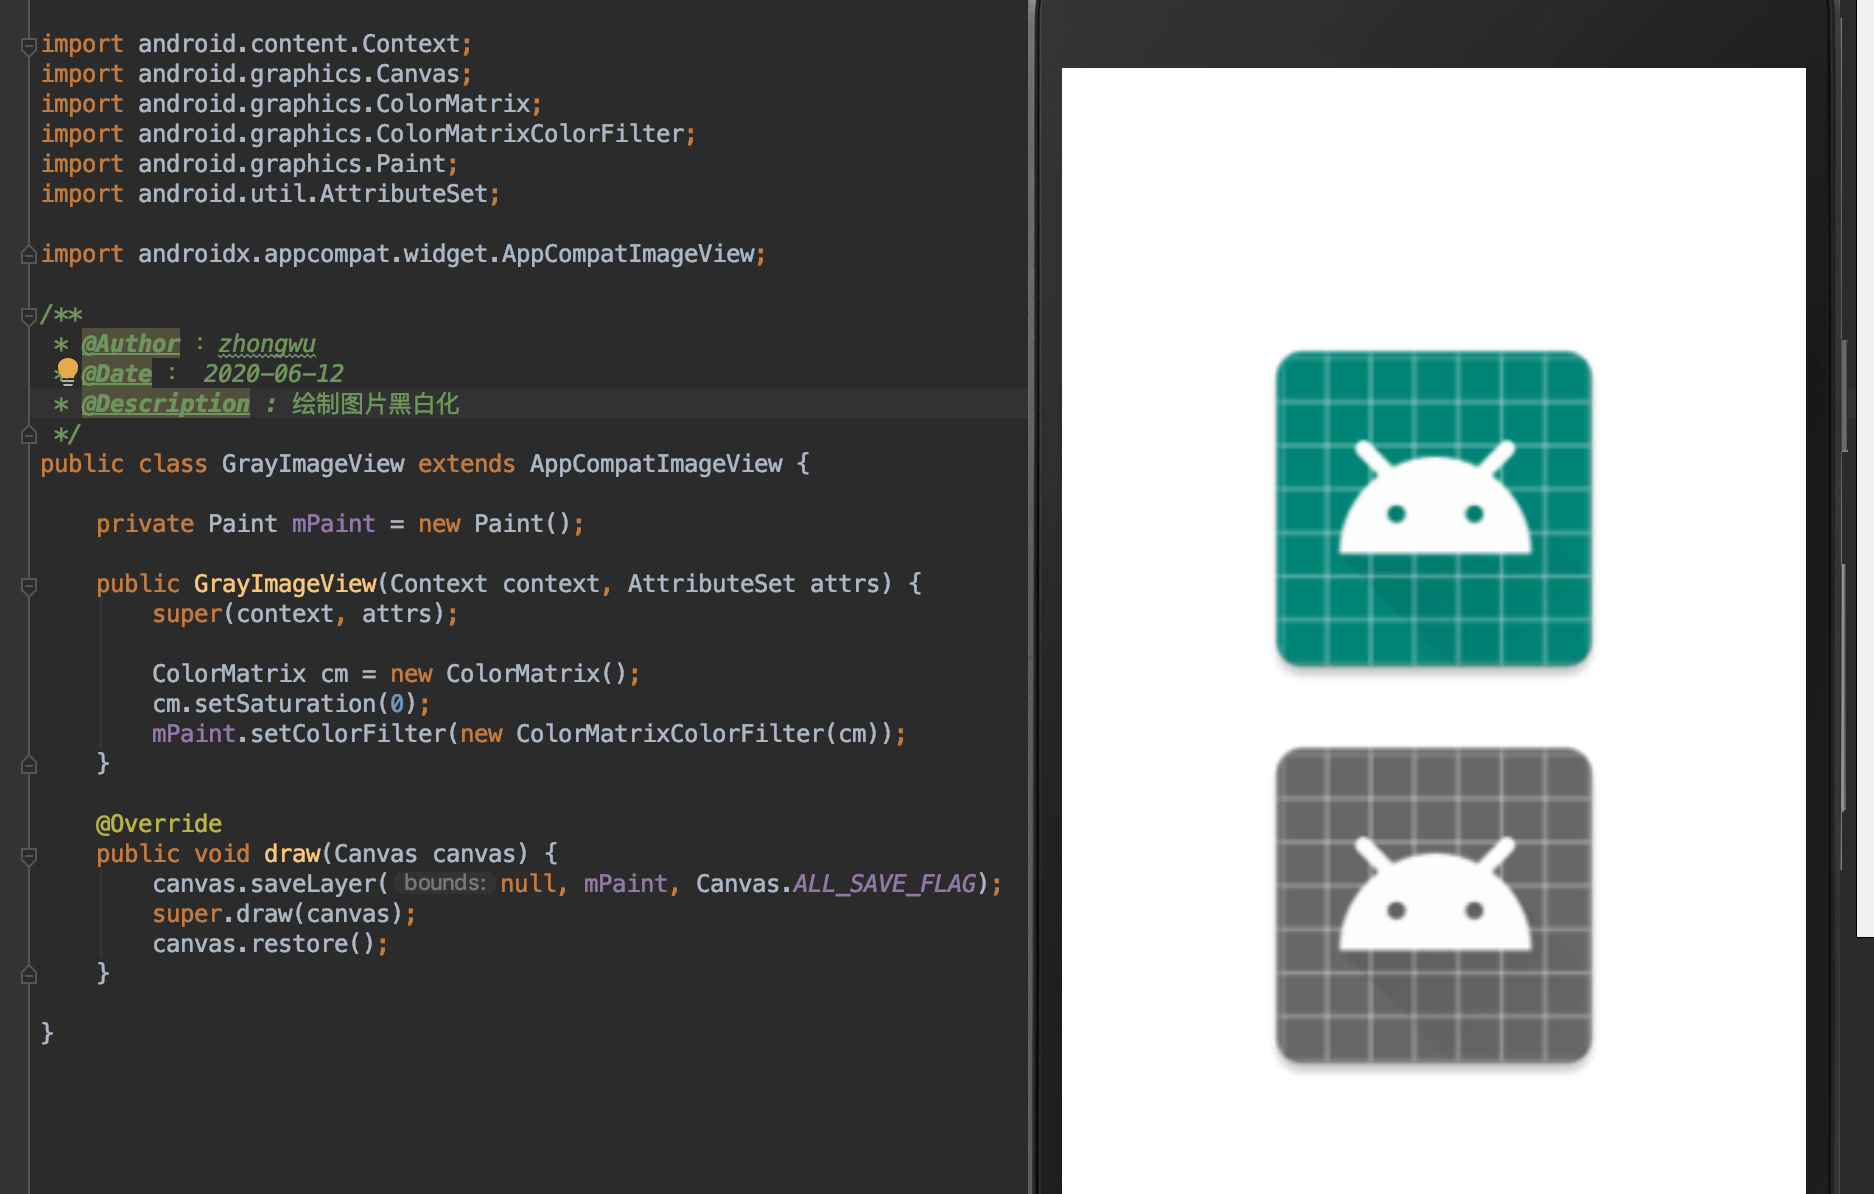 import android.content.Context;
import android.graphics.Canvas;
import android.graphics.ColorMatrix;
import android.graphics.ColorMatrixColorFilter;
import android.graphics.Paint;
import android.util.AttributeSet;
import androidx.appcompat.widget.AppCompatImageView;
/**
* @Author : zhongwu
* @Date : 2020-06-12
* @Description : 绘制图片黑白化
*/
public class GrayImageView extends AppCompatImageView {
private Paint mPaint = new Paint();
public GrayImageView(Context context, AttributeSet attrs) {
super(context, attrs);
ColorMatrix cm = new ColorMatrix();
cm.setSaturation(0);
mPaint.setColorFilter(new ColorMatrixColorFilter(cm));
}
@Override
public void draw(Canvas canvas) {
canvas.saveLayer( bounds: null, mPaint, Canvas.ALL_SAVE_FLAG);
super.draw(canvas);
canvas.restore();
}
}